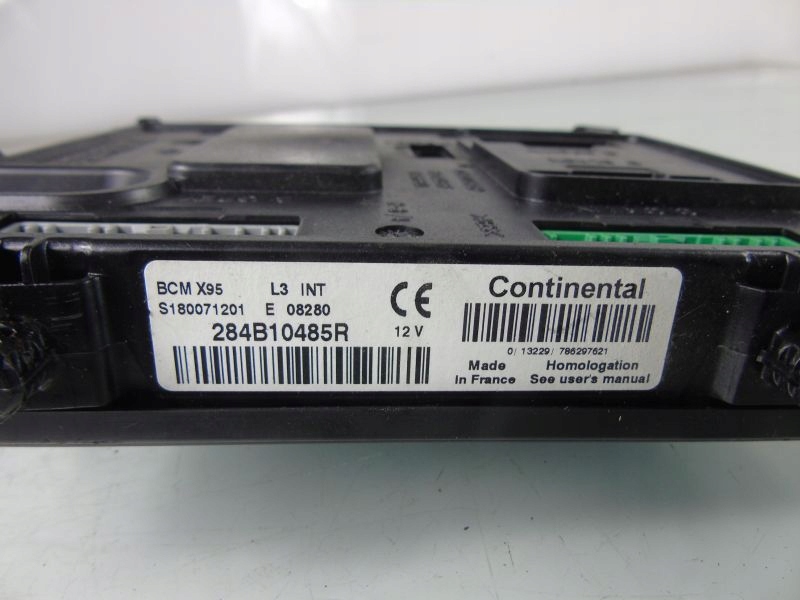 BCM X95 L3 INT
S180071201 E 08280
284B10485R
CE
12 V
Continental
0/ 13229/ 786297621
Made Homologation
in France See user's manual